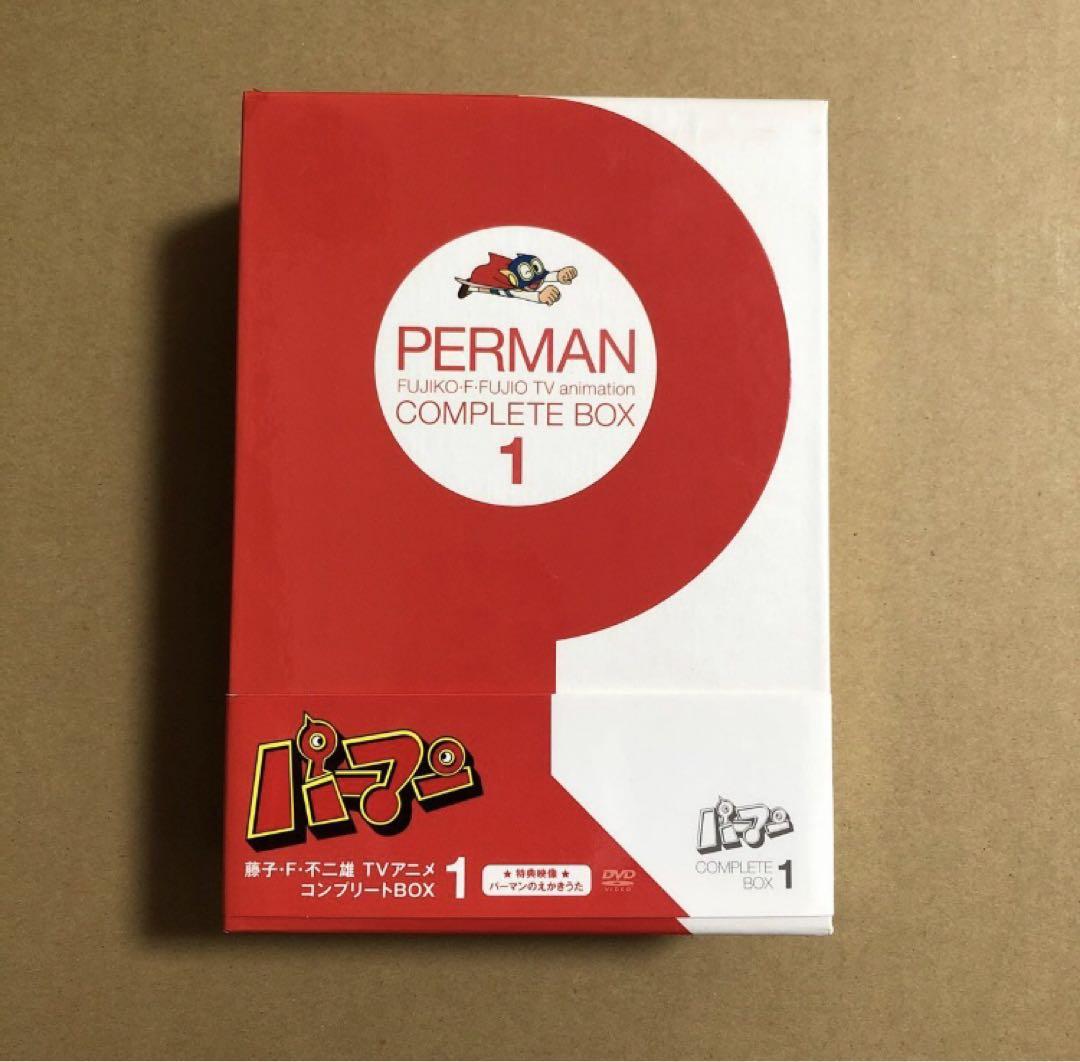 PERMAN
FUJIKO・F・FUJIO TV animation
COMPLETE BOX
1
パーマン
藤子・F・不二雄 TVアニメ
コンプリートBOX 1
★ 特典映像 ★
パーマンのえかきうた
DVD
VIDEO
パーマン
COMPLETE
BOX 1